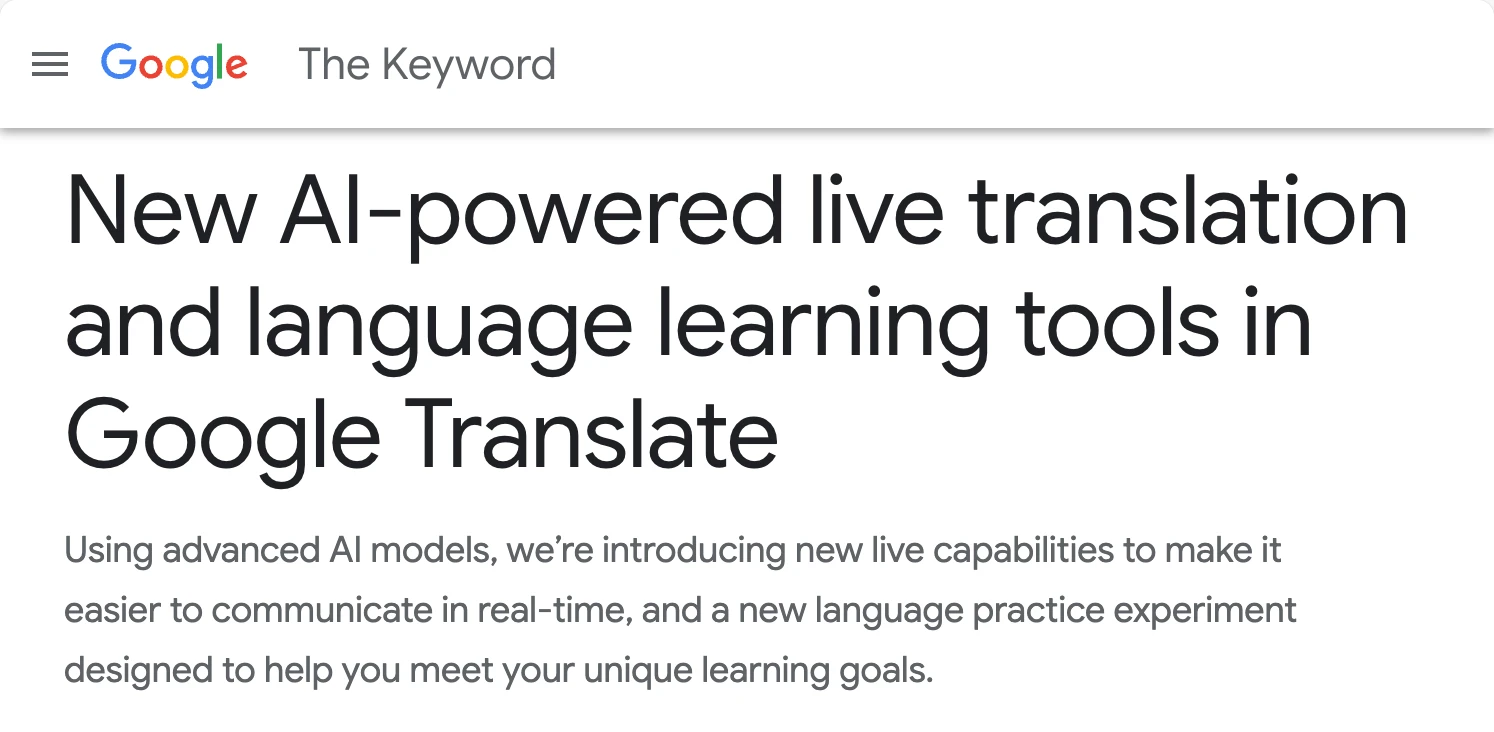 Google The Keyword
New AI-powered live translation
and language learning tools in
Google Translate
Using advanced AI models, we’re introducing new live capabilities to make it
easier to communicate in real-time, and a new language practice experiment
designed to help you meet your unique learning goals.